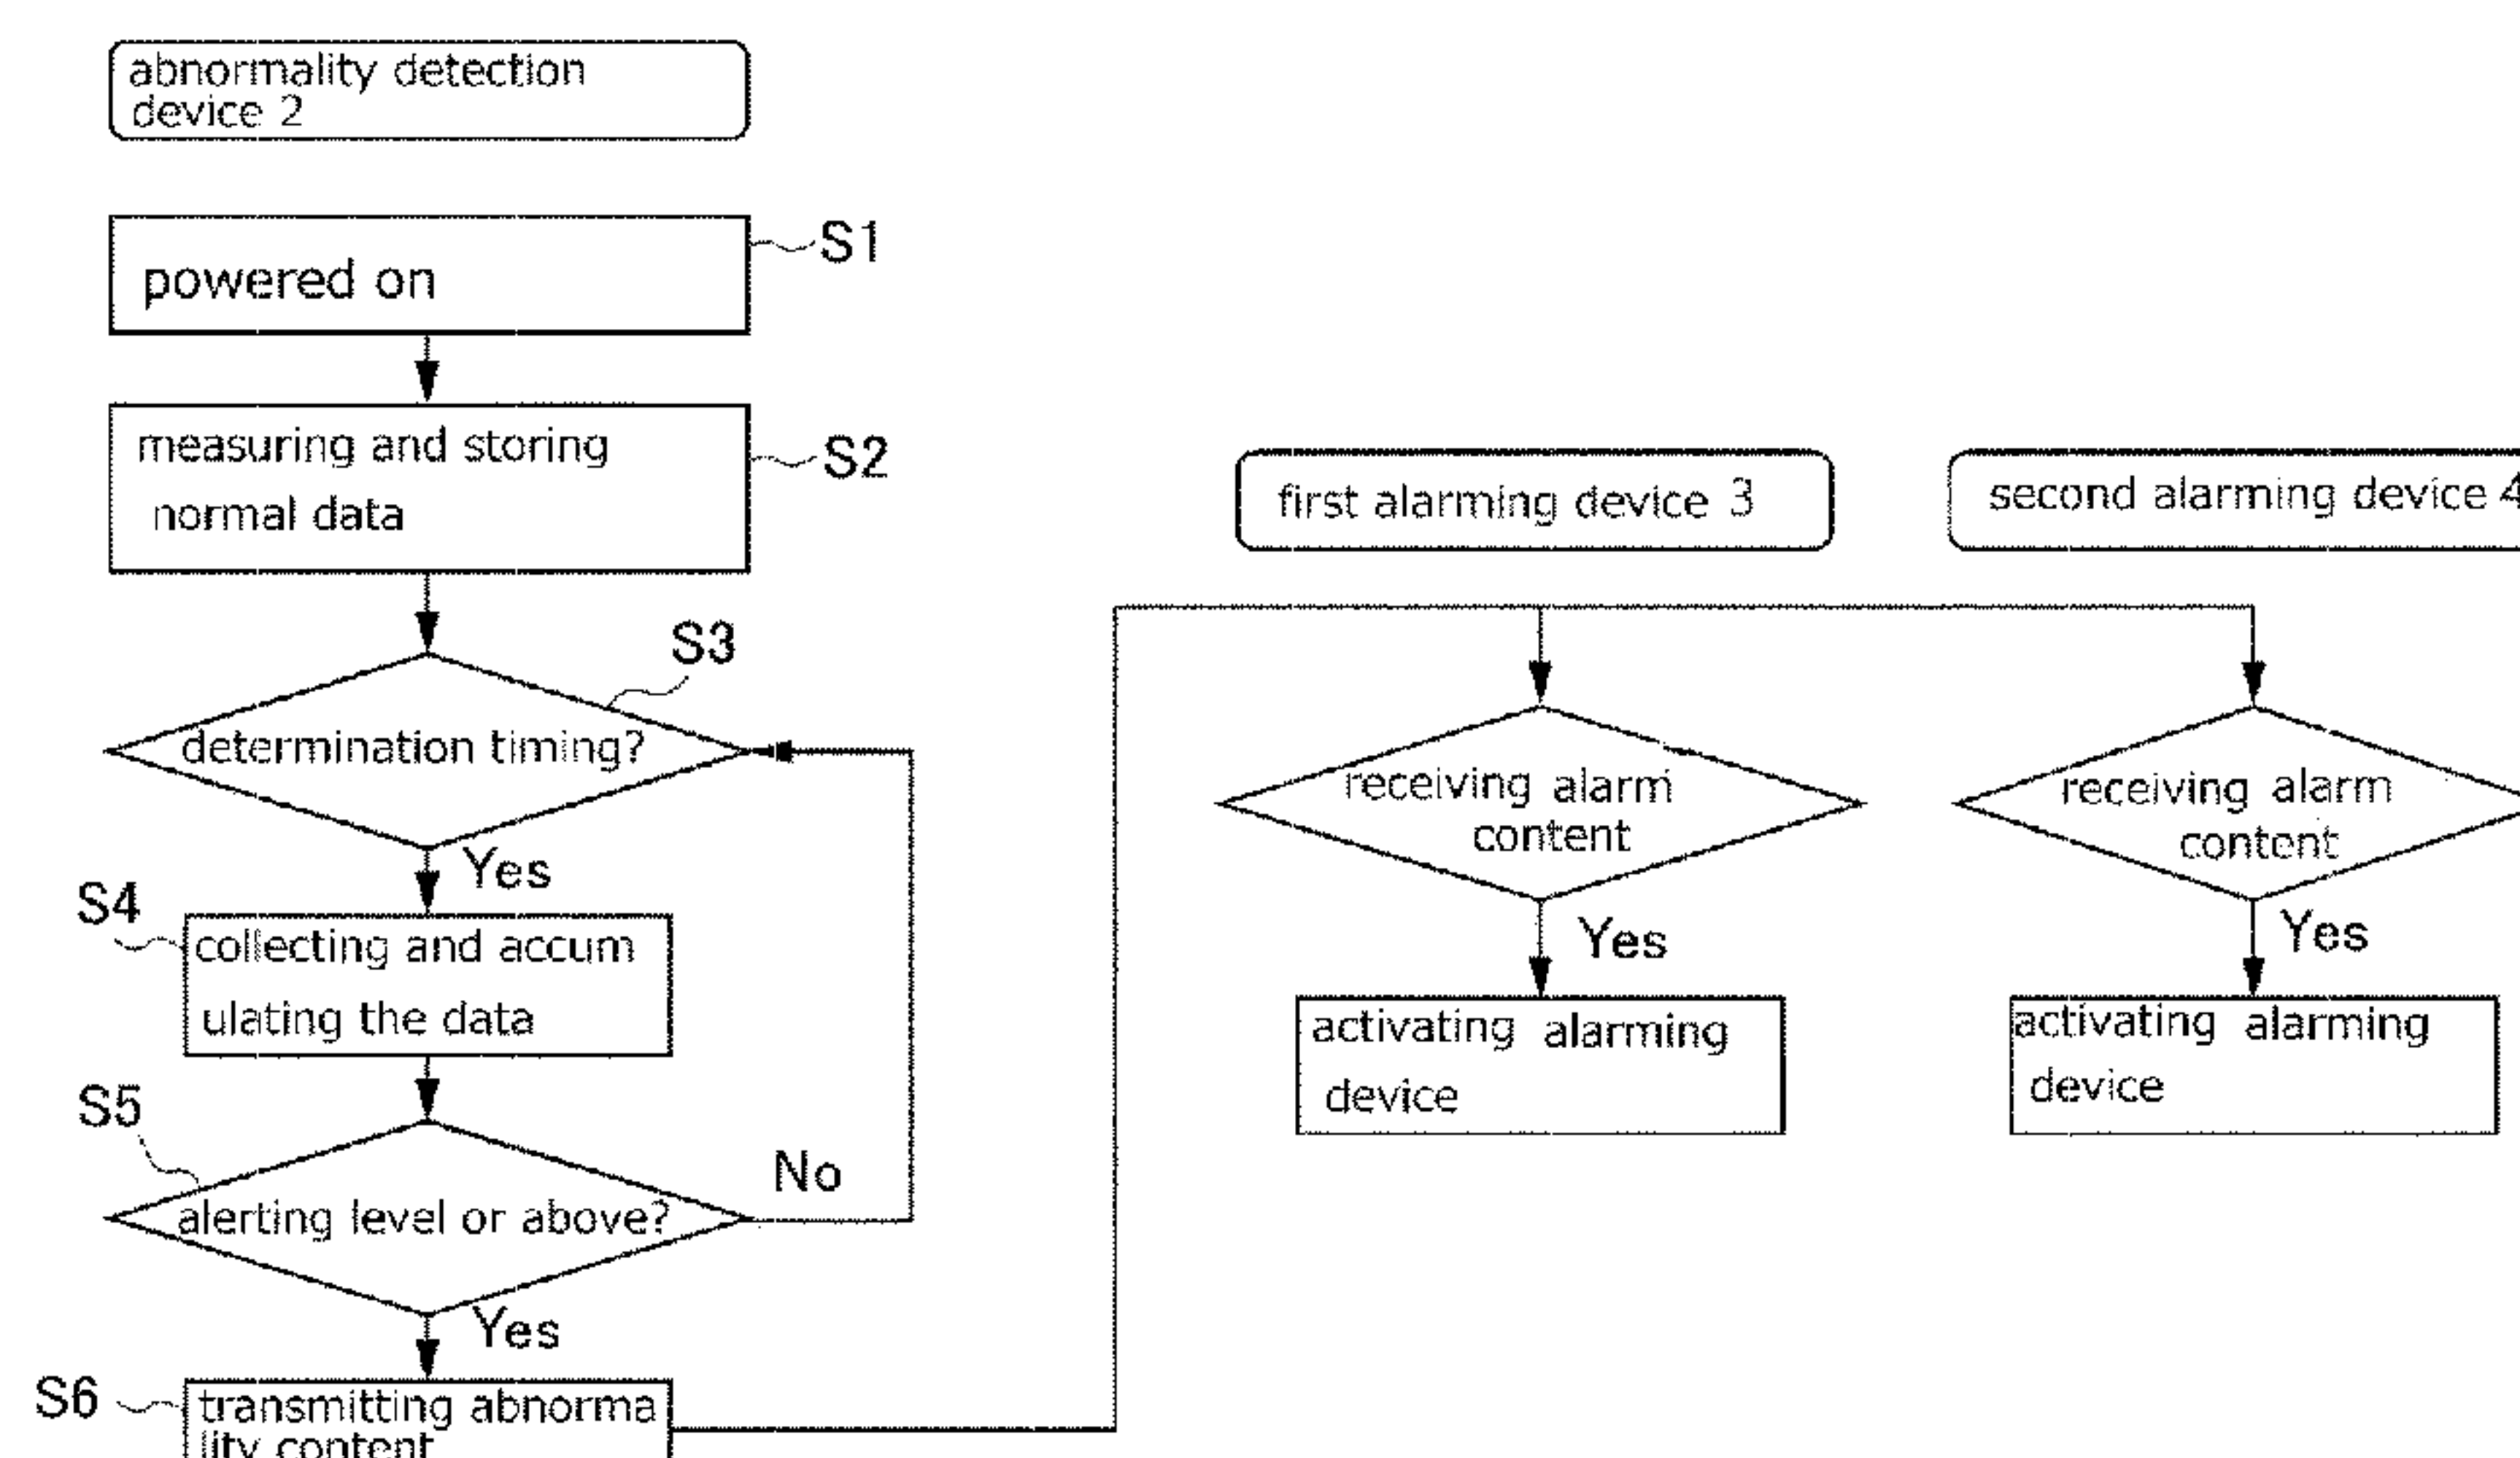 abnormality detection
device 2
powered on
S1
measuring and storing
normal data
S2
S3
determination timing?
Yes
S4
collecting and accum
ulating the data
S5
alerting level or above?
No
Yes
S6
transmitting abnorma
lity content
first alarming device 3
receiving alarm
content
Yes
activating alarming
device
second alarming device 4
receiving alarm
content
Yes
activating alarming
device